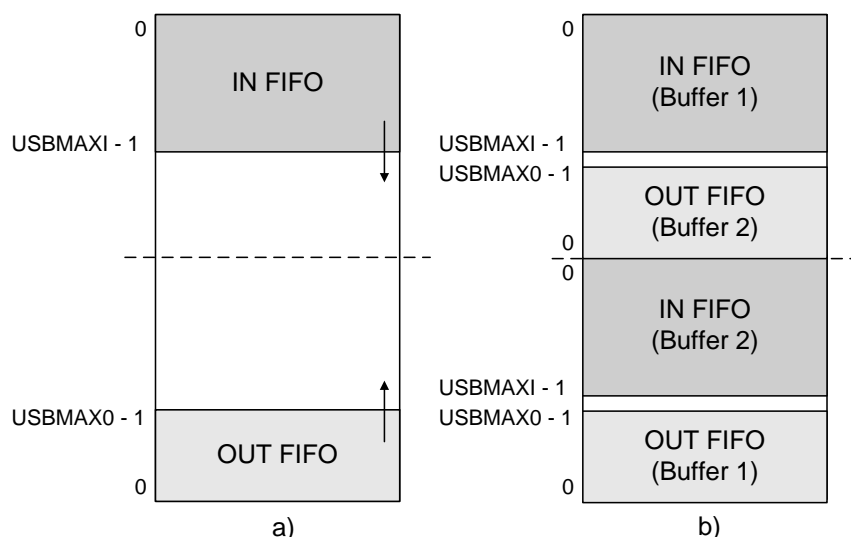 0
IN FIFO
USBMAXI - 1
USBMAX0 - 1
OUT FIFO
0
a)
0
IN FIFO
(Buffer 1)
USBMAXI - 1
USBMAX0 - 1
OUT FIFO
(Buffer 2)
0
0
IN FIFO
(Buffer 2)
USBMAXI - 1
USBMAX0 - 1
OUT FIFO
(Buffer 1)
0
b)